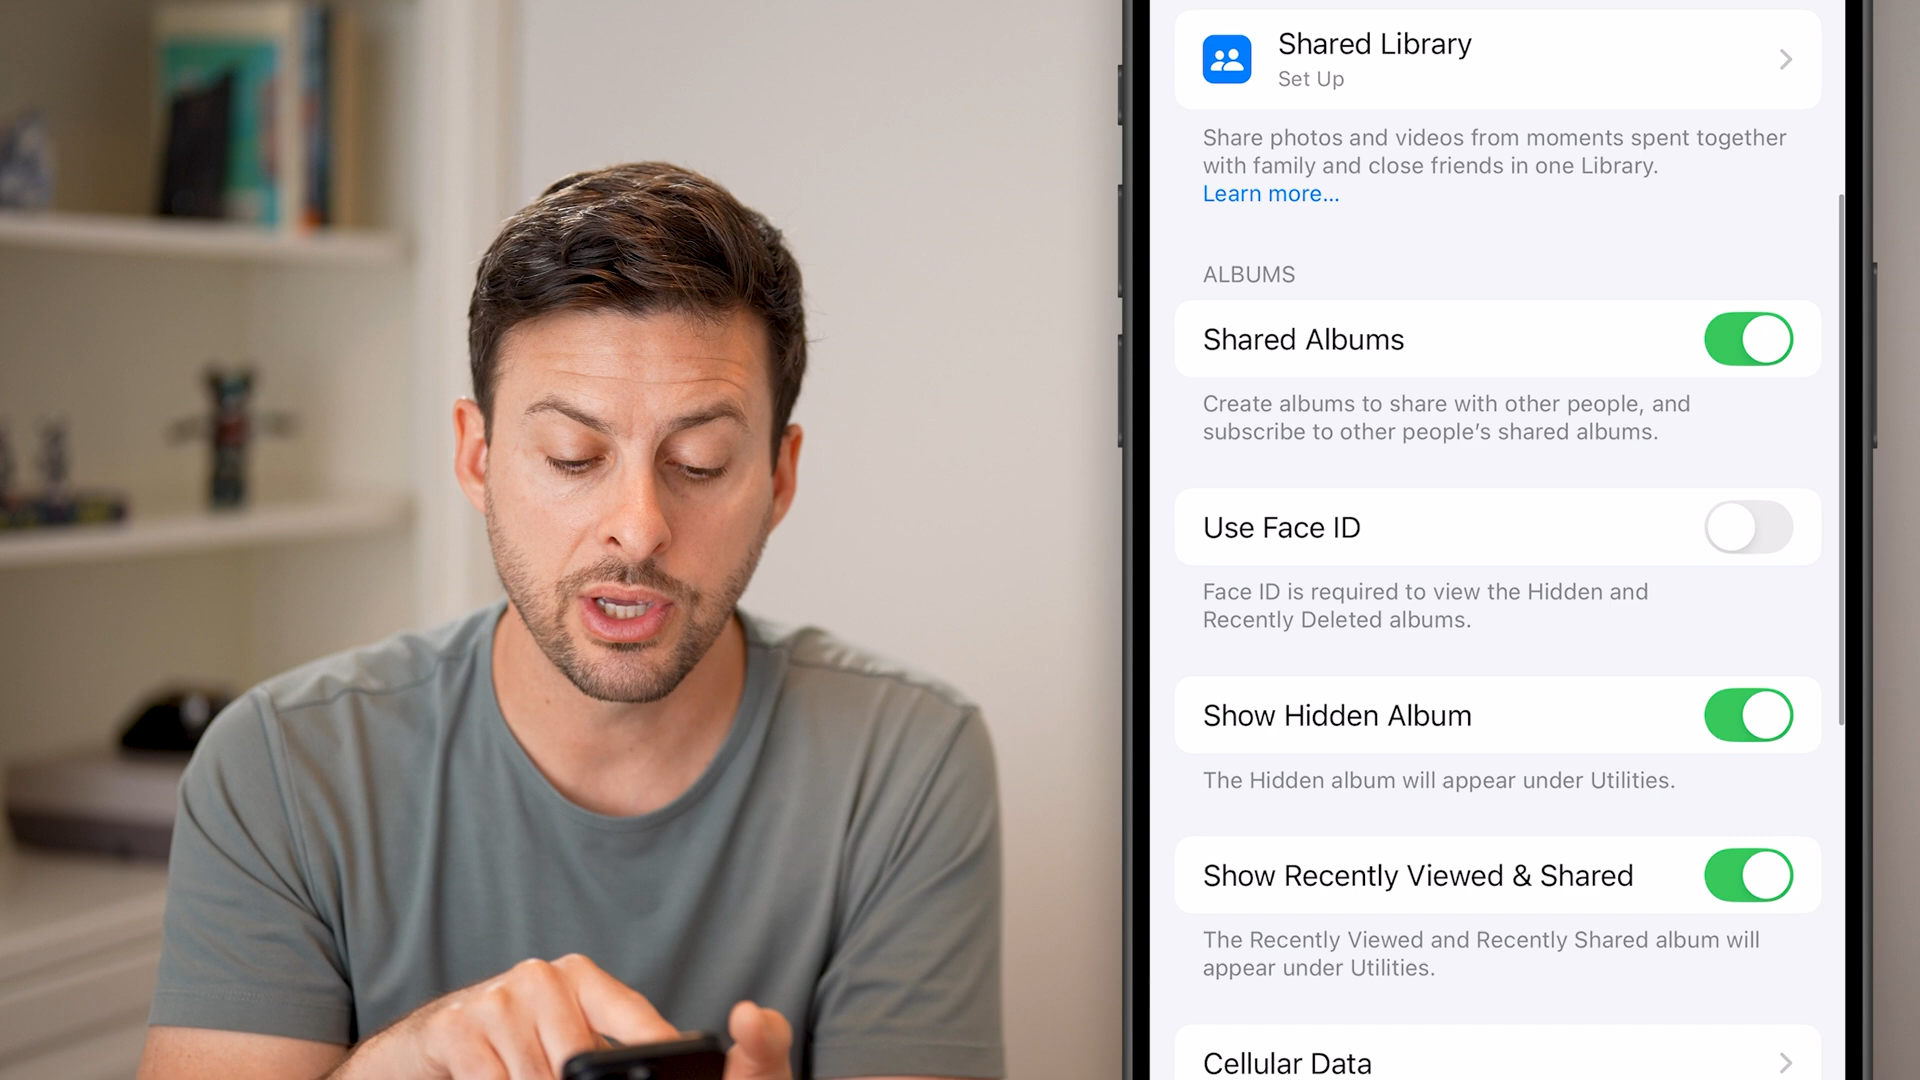 Shared Library
Set Up
Share photos and videos from moments spent together
with family and close friends in one Library.
Learn more...
ALBUMS
Shared Albums
Create albums to share with other people, and
subscribe to other people’s shared albums.
Use Face ID
Face ID is required to view the Hidden and
Recently Deleted albums.
Show Hidden Album
The Hidden album will appear under Utilities.
Show Recently Viewed & Shared
The Recently Viewed and Recently Shared album will
appear under Utilities.
Cellular Data